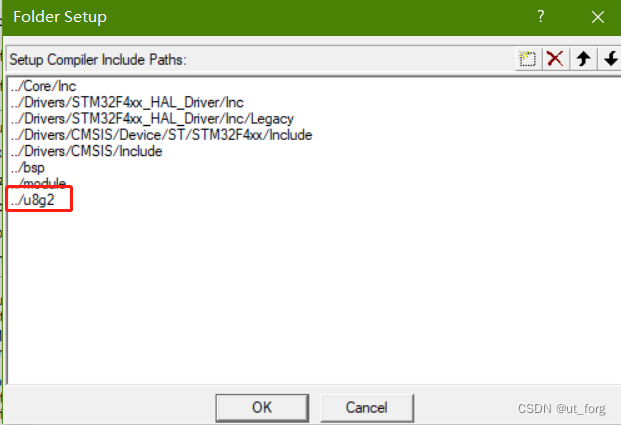 Folder Setup
?
Setup Compiler Include Paths:
../Core/Inc
../Drivers/STM32F4xx_HAL_Driver/Inc
../Drivers/STM32F4xx_HAL_Driver/Inc/Legacy
../Drivers/CMSIS/Device/ST/STM32F4xx/Include
../Drivers/CMSIS/Include
../bsp
../module
../u8g2
OK Cancel
CSDN @ut_forg